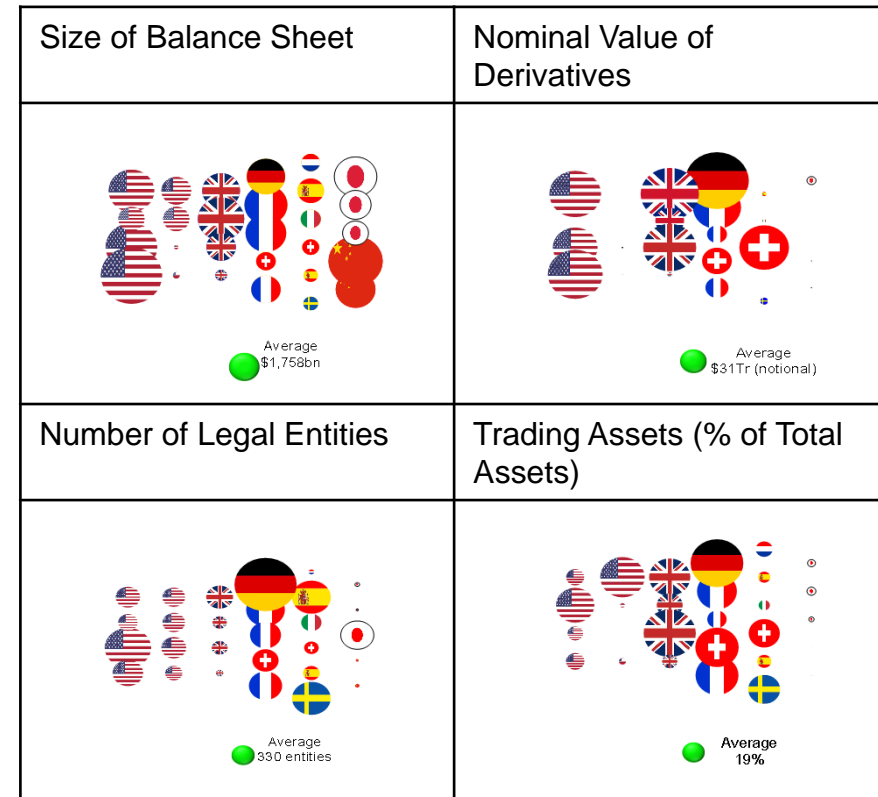 Size of Balance Sheet
Nominal Value of
Derivatives
Average
$1,758bn
Average
$31Tr (notional)
Number of Legal Entities
Trading Assets (% of Total
Assets)
Average
330 entities
Average
19%